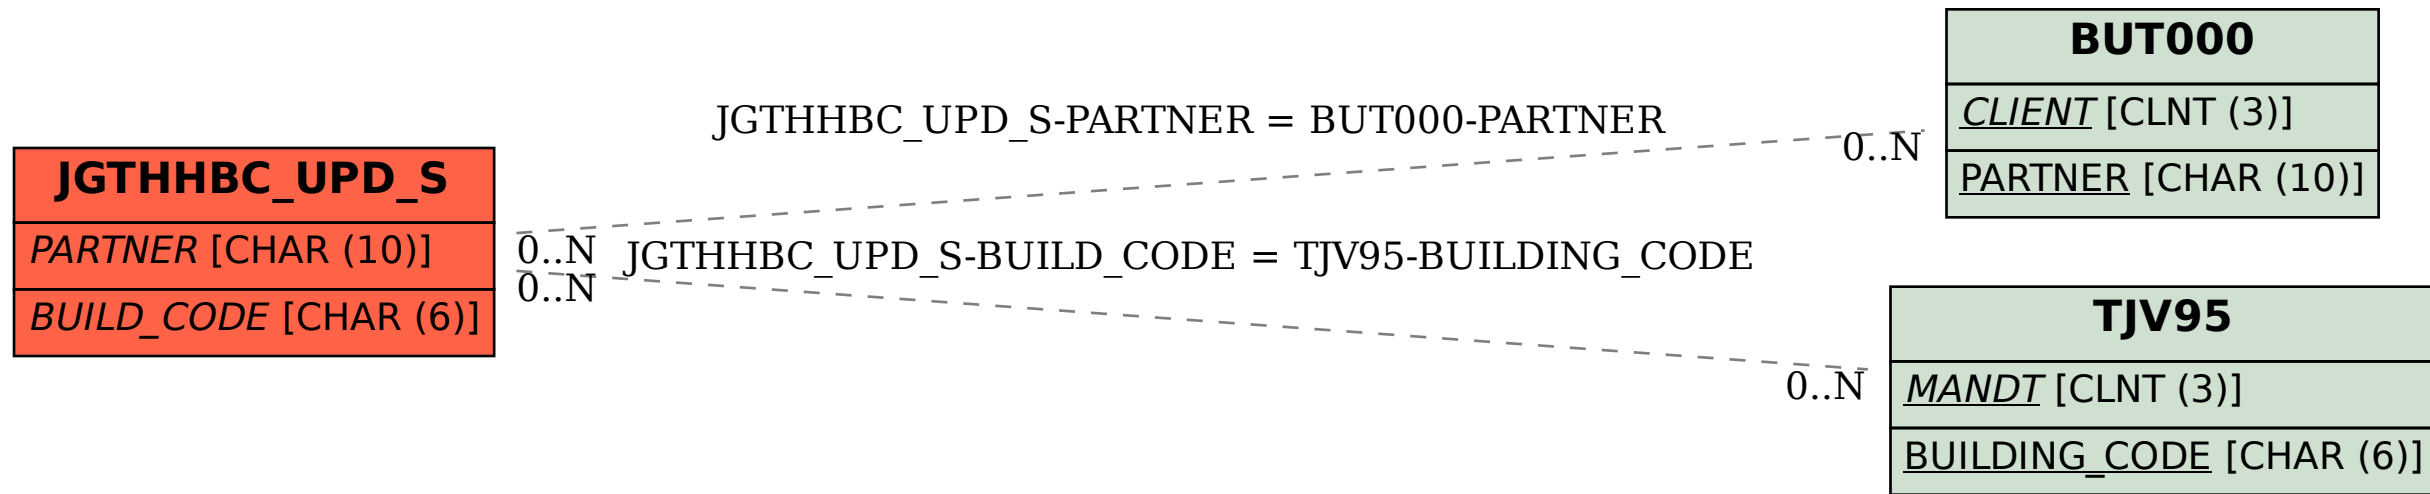 BUT000
CLIENT [CLNT (3)]
PARTNER [CHAR (10)]
JGTHHBC_UPD_S-PARTNER = BUT000-PARTNER
0..N
JGTHHBC_UPD_S
PARTNER [CHAR (10)]
BUILD_CODE [CHAR (6)]
0..N
0..N
JGTHHBC_UPD_S-BUILD_CODE = TJV95-BUILDING_CODE
0..N
TJV95
MANDT [CLNT (3)]
BUILDING_CODE [CHAR (6)]